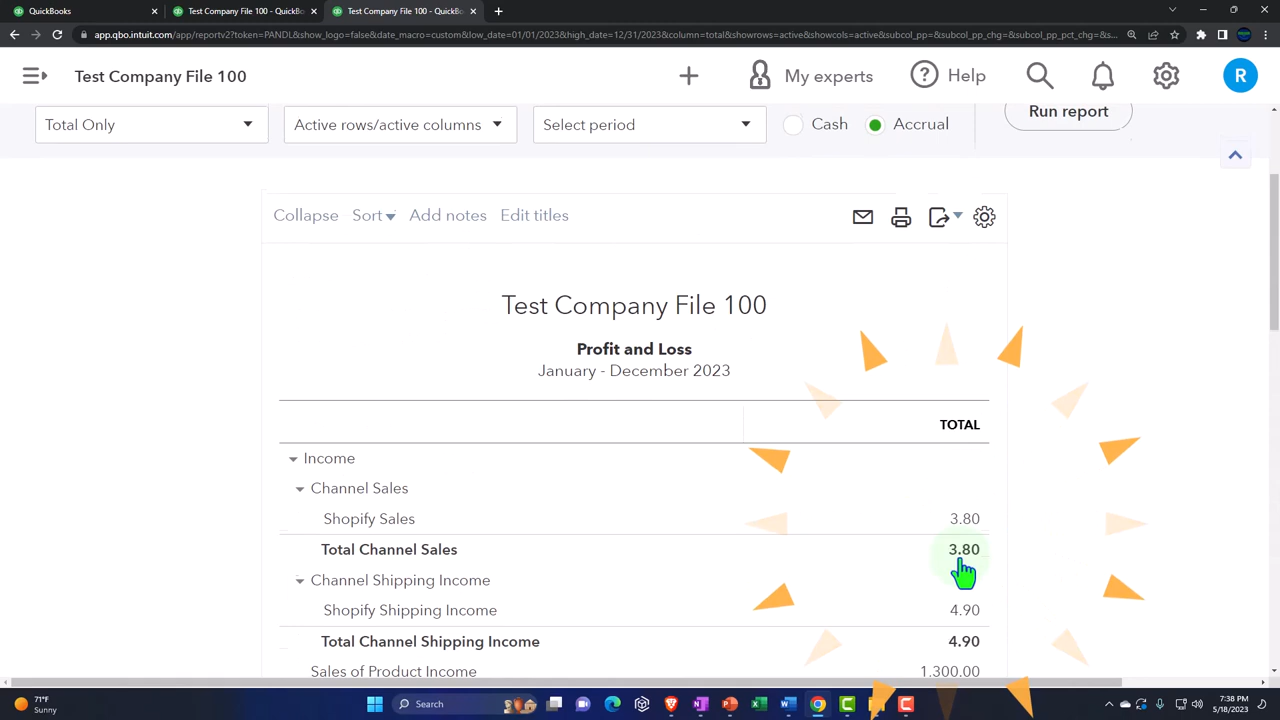 QuickBooks
Test Company File 100 - QuickBo
Test Company File 100 - QuickBo
app.qbo.intuit.com/app/reportv2?token=PANDL&show_logo=false&date_macro=custom&low_date=01/01/2023&high_date=12/31/2023&column=total&showrows=active&showcols=active&subcol_pp=&subcol_pp_chg=&subcol_pp_pct_chg=&s...
Test Company File 100
My experts
Help
R
Total Only
Active rows/active columns
Select period
Cash
Accrual
Run report
Collapse
Sort
Add notes
Edit titles
Test Company File 100
Profit and Loss
January - December 2023
TOTAL
Income
Channel Sales
Shopify Sales 3.80
Total Channel Sales 3.80
Channel Shipping Income
Shopify Shipping Income 4.90
Total Channel Shipping Income 4.90
Sales of Product Income 1,300.00
71°F
Sunny
Search
7:38 PM
5/18/2023